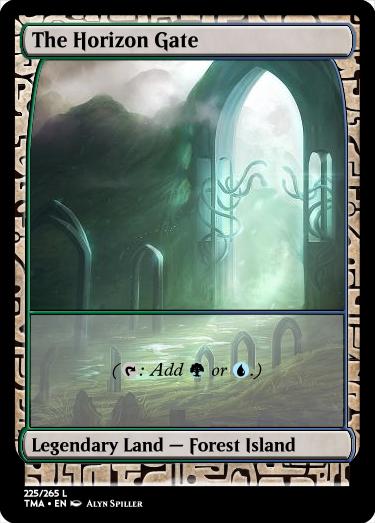 The Horizon Gate
( : Add or .)
Legendary Land — Forest Island
225/265 L
TMA • EN ALYN SPILLER